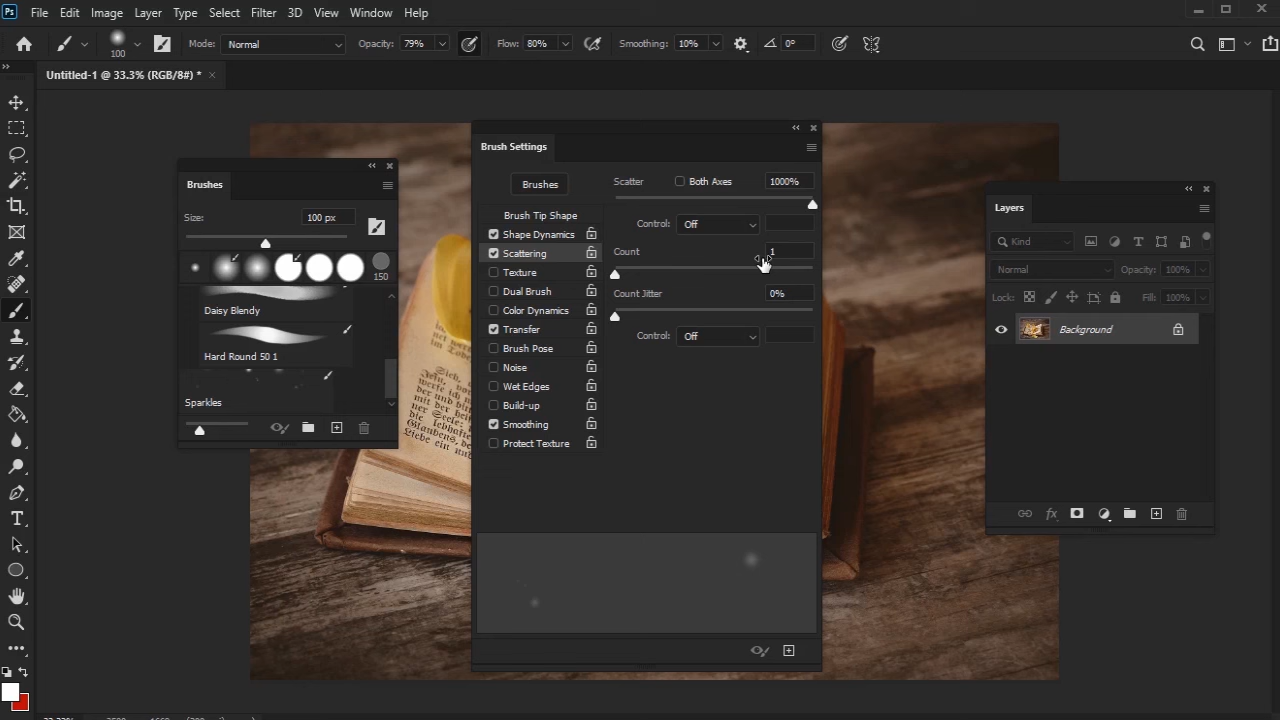 Ps File Edit Image Layer Type Select Filter 3D View Window Help
100 Mode: Normal Opacity: 79% Flow: 80% Smoothing: 10% 0°
Untitled-1 @ 33.3% (RGB/8#) * ×
Brushes
Size: 100 px
150
Daisy Blendy
Hard Round 50 1
Sparkles
Brush Settings
Brushes
Brush Tip Shape
Shape Dynamics
Scattering
Texture
Dual Brush
Color Dynamics
Transfer
Brush Pose
Noise
Wet Edges
Build-up
Smoothing
Protect Texture
Scatter Both Axes 1000%
Control: Off
Count 1
Count Jitter 0%
Control: Off
Layers
Kind
Normal Opacity: 100%
Lock: Fill: 100%
Background